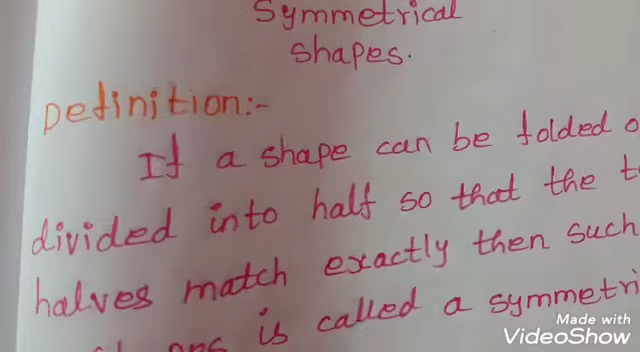 Symmetrical
shapes.
Definition:-
If a shape can be folded
divided into half so that the
halves match exactly then such
is called a symmetri
Made with
VideoShow